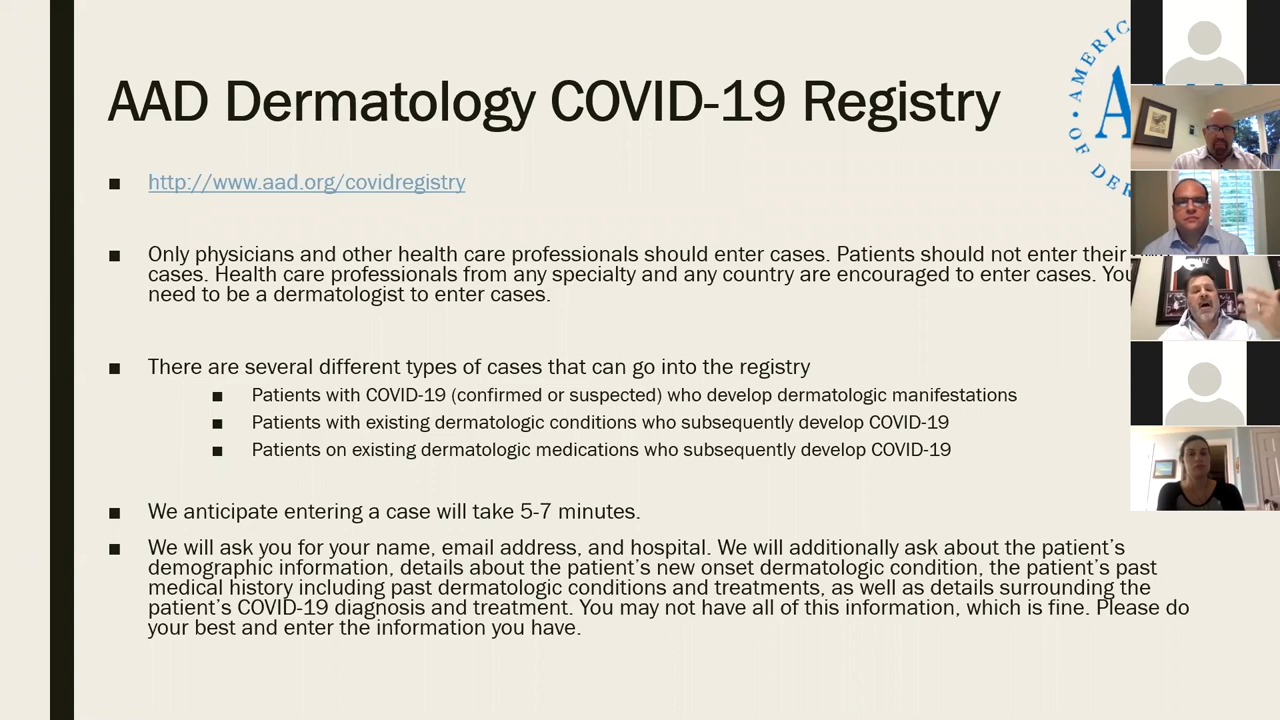 AAD Dermatology COVID-19 Registry
http://www.aad.org/covidregistry
Only physicians and other health care professionals should enter cases. Patients should not enter their
cases. Health care professionals from any specialty and any country are encouraged to enter cases. You
need to be a dermatologist to enter cases.
There are several different types of cases that can go into the registry
Patients with COVID-19 (confirmed or suspected) who develop dermatologic manifestations
Patients with existing dermatologic conditions who subsequently develop COVID-19
Patients on existing dermatologic medications who subsequently develop COVID-19
We anticipate entering a case will take 5-7 minutes.
We will ask you for your name, email address, and hospital. We will additionally ask about the patient’s
demographic information, details about the patient’s new onset dermatologic condition, the patient’s past
medical history including past dermatologic conditions and treatments, as well as details surrounding the
patient’s COVID-19 diagnosis and treatment. You may not have all of this information, which is fine. Please do
your best and enter the information you have.
AMERIC
A
OF DER